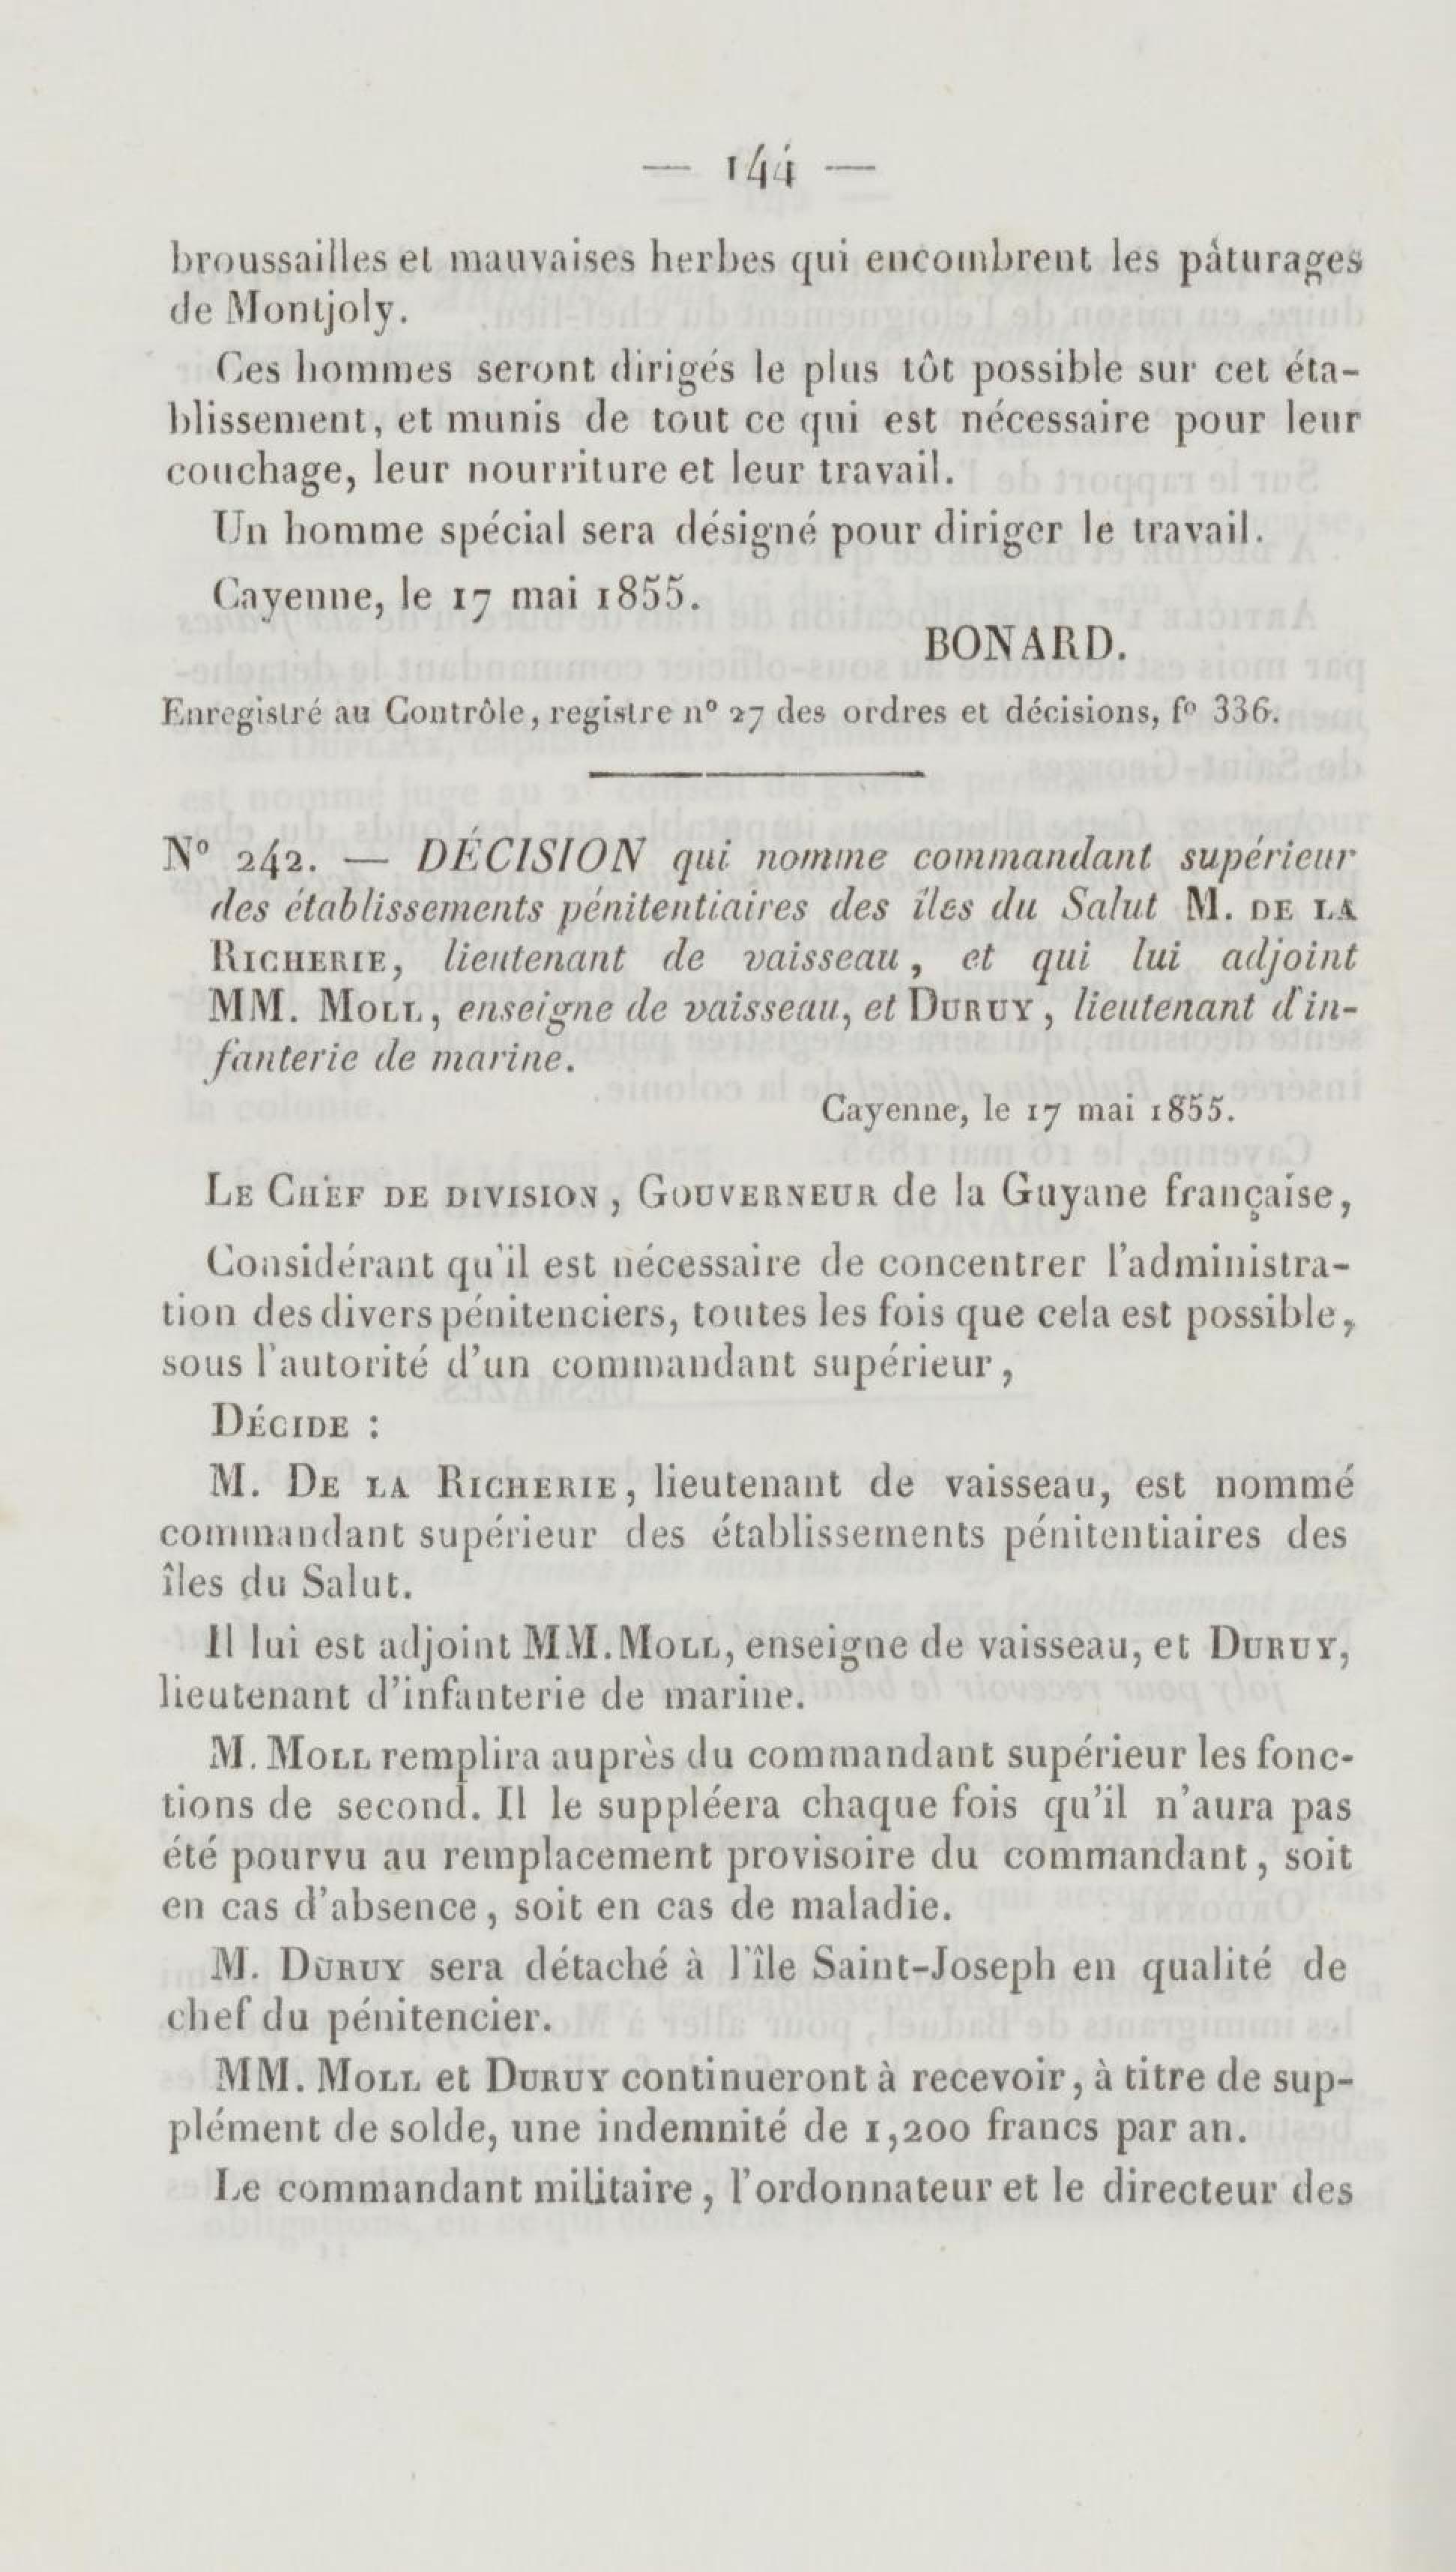 — 144 —
broussailles et mauvaises herbes qui encombrent les pâturages
de Montjoly.
Ces hommes seront dirigés le plus tôt possible sur cet éta-
blissement, et munis de tout ce qui est nécessaire pour leur
couchage, leur nourriture et leur travail.
Un homme spécial sera désigné pour diriger le travail.
Cayenne, le 17 mai 1855.
BONARD.
Enregistré au Contrôle, registre n° 27 des ordres et décisions, f° 336.
N° 242. — DÉCISION qui nomme commandant supérieur
des établissements pénitentiaires des îles du Salut M. DE LA
RICHERIE, lieutenant de vaisseau, et qui lui adjoint
MM. MOLL, enseigne de vaisseau, et DURUY, lieutenant d'in-
fanterie de marine.
Cayenne, le 17 mai 1855.
LE CHEF DE DIVISION, GOUVERNEUR de la Guyane française,
Considérant qu'il est nécessaire de concentrer l'administra-
tion des divers pénitenciers, toutes les fois que cela est possible,
sous l'autorité d'un commandant supérieur,
DÉCIDE :
M. DE LA RICHERIE, lieutenant de vaisseau, est nommé
commandant supérieur des établissements pénitentiaires des
îles du Salut.
Il lui est adjoint MM. MOLL, enseigne de vaisseau, et DURUY,
lieutenant d'infanterie de marine.
M. MOLL remplira auprès du commandant supérieur les fonc-
tions de second. Il le suppléera chaque fois qu'il n'aura pas
été pourvu au remplacement provisoire du commandant, soit
en cas d'absence, soit en cas de maladie.
M. DURUY sera détaché à l'île Saint-Joseph en qualité de
chef du pénitencier.
MM. MOLL et DURUY continueront à recevoir, à titre de sup-
plément de solde, une indemnité de 1,200 francs par an.
Le commandant militaire, l'ordonnateur et le directeur des